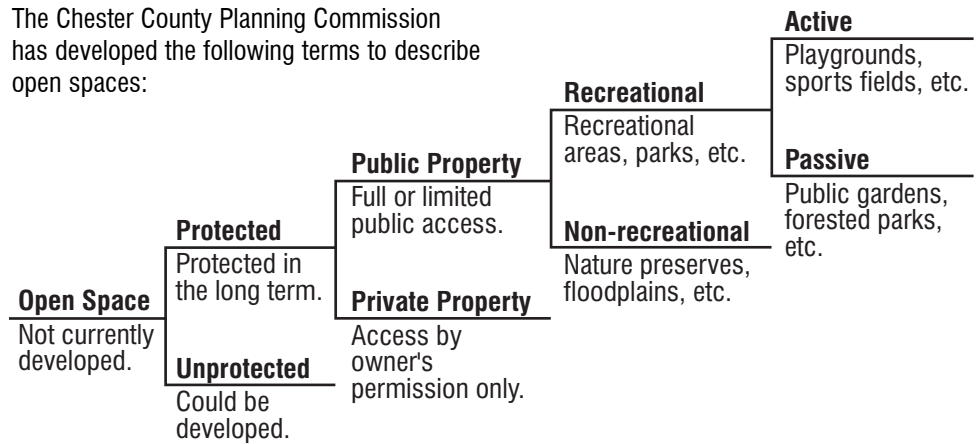 The Chester County Planning Commission
has developed the following terms to describe
open spaces:
Open Space
Not currently
developed.
Protected
Protected in
the long term.
Unprotected
Could be
developed.
Public Property
Full or limited
public access.
Private Property
Access by
owner's
permission only.
Recreational
Recreational
areas, parks, etc.
Non-recreational
Nature preserves,
floodplains, etc.
Active
Playgrounds,
sports fields, etc.
Passive
Public gardens,
forested parks,
etc.